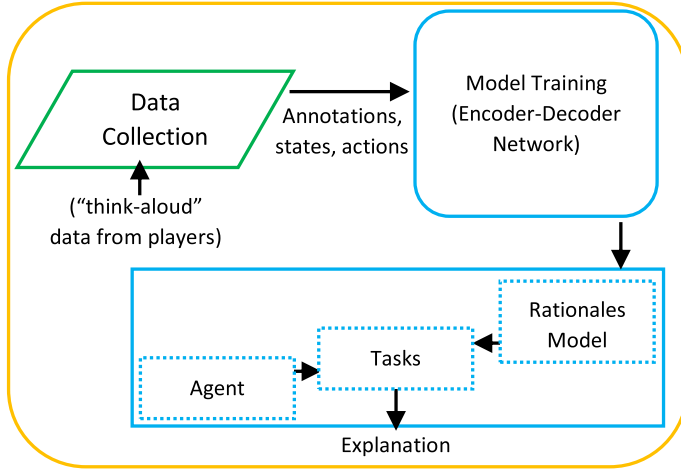 Data
Collection
Annotations,
states, actions
Model Training
(Encoder-Decoder
Network)
(“think-aloud”
data from players)
Rationales
Model
Tasks
Agent
Explanation